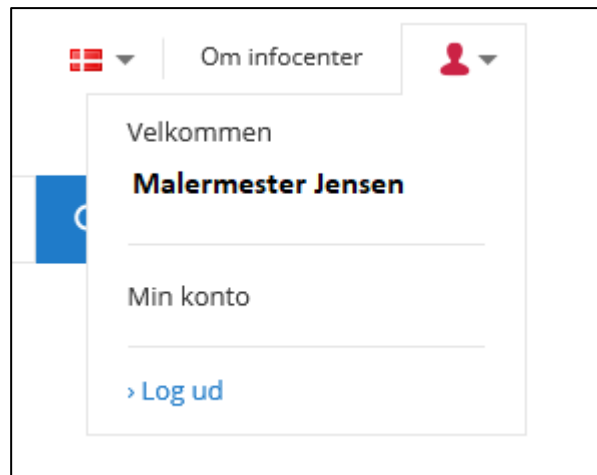 Om infocenter
Velkommen
Malermester Jensen
Min konto
› Log ud